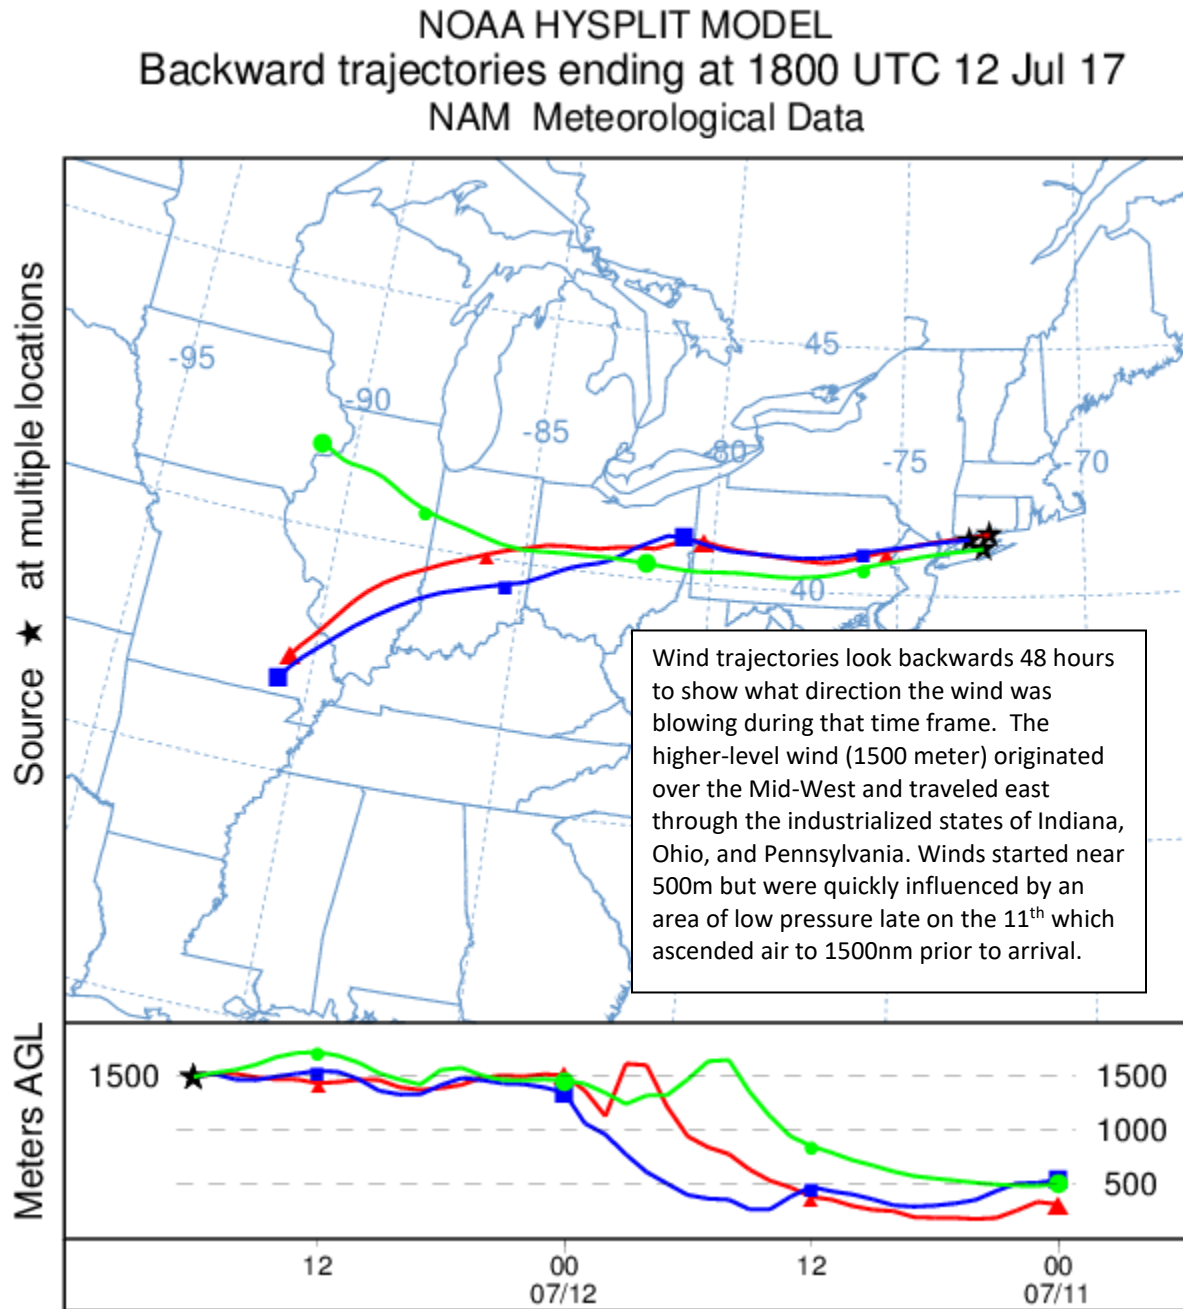 NOAA HYSPLIT MODEL
Backward trajectories ending at 1800 UTC 12 Jul 17
NAM Meteorological Data
Source ★ at multiple locations
-95
-90
-85
-80
-75
-70
45
40
Wind trajectories look backwards 48 hours
to show what direction the wind was
blowing during that time frame. The
higher-level wind (1500 meter) originated
over the Mid-West and traveled east
through the industrialized states of Indiana,
Ohio, and Pennsylvania. Winds started near
500m but were quickly influenced by an
area of low pressure late on the 11th which
ascended air to 1500nm prior to arrival.
Meters AGL
1500
1500
1000
500
12 00 12 00
07/12 07/11